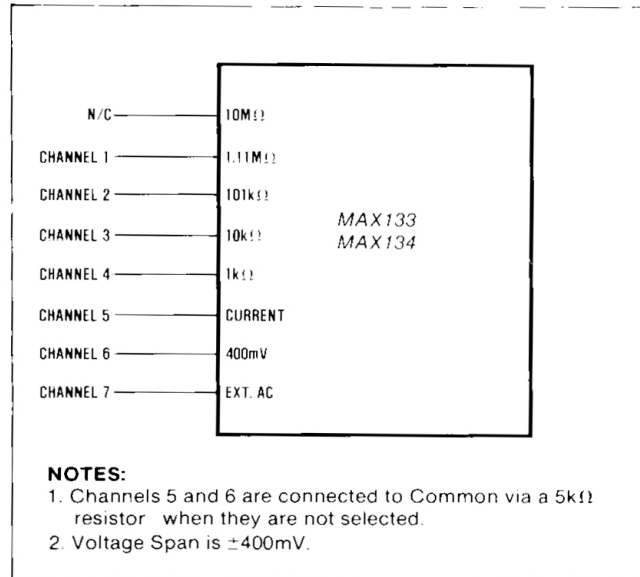 N/C 10MΩ
CHANNEL 1 1.11MΩ
CHANNEL 2 101kΩ
CHANNEL 3 10kΩ
CHANNEL 4 1kΩ
CHANNEL 5 CURRENT
CHANNEL 6 400mV
CHANNEL 7 EXT. AC
MAX133
MAX134
NOTES:
1. Channels 5 and 6 are connected to Common via a 5kΩ
resistor when they are not selected.
2. Voltage Span is ±400mV.